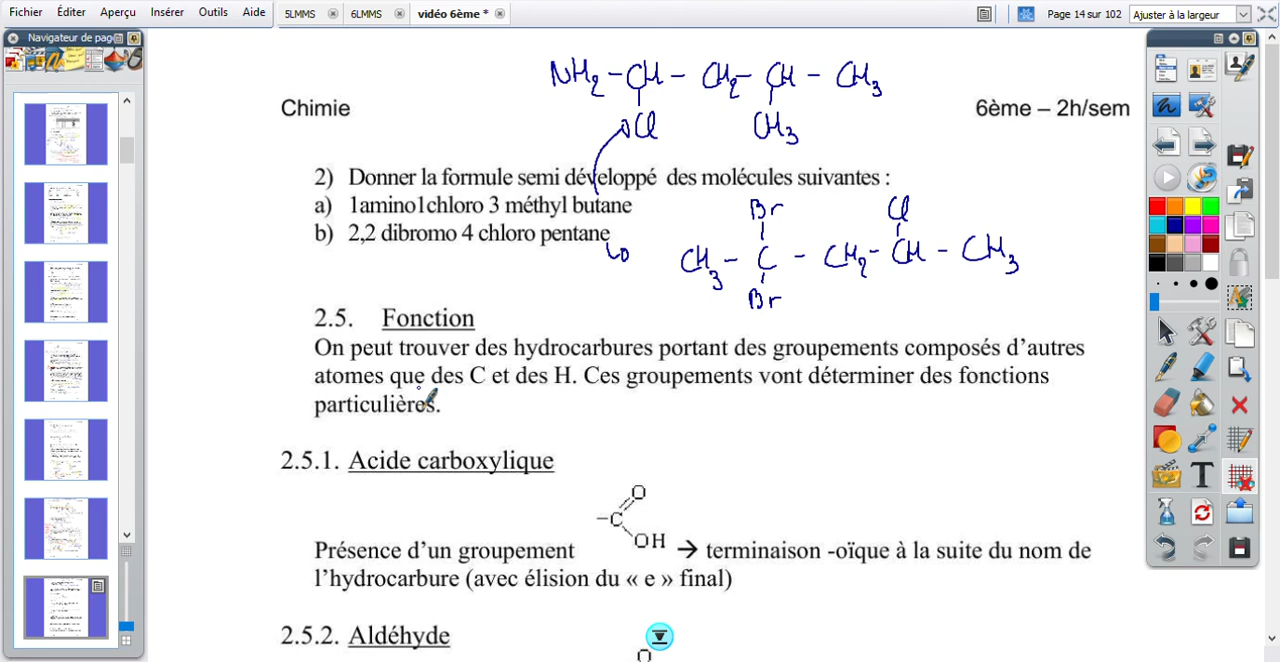 Fichier Éditer Aperçu Insérer Outils Aide 5LMMS 6LMMS vidéo 6ème * Page 14 sur 102 Ajuster à la largeur
Navigateur de pag
NH2 - CH - CH2 - CH - CH3
Chimie 6ème – 2h/sem
Cl CH3
2) Donner la formule semi développé des molécules suivantes :
a) 1amino1chloro 3 méthyl butane
Br Cl
b) 2,2 dibromo 4 chloro pentane
CH3 - C - CH2 - CH - CH3
Br
2.5. Fonction
On peut trouver des hydrocarbures portant des groupements composés d’autres
atomes que des C et des H. Ces groupements vont déterminer des fonctions
particulières.
2.5.1. Acide carboxylique
O
–C
OH
Présence d’un groupement → terminaison -oïque à la suite du nom de
l’hydrocarbure (avec élision du « e » final)
2.5.2. Aldéhyde
O